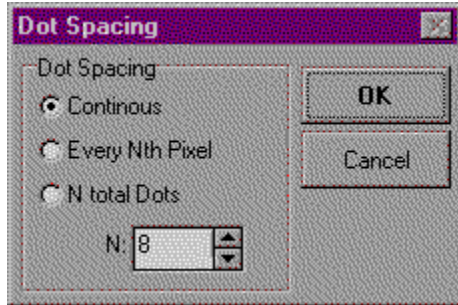 Dot Spacing
Dot Spacing
Continous
Every Nth Pixel
N total Dots
N: 8
OK
Cancel